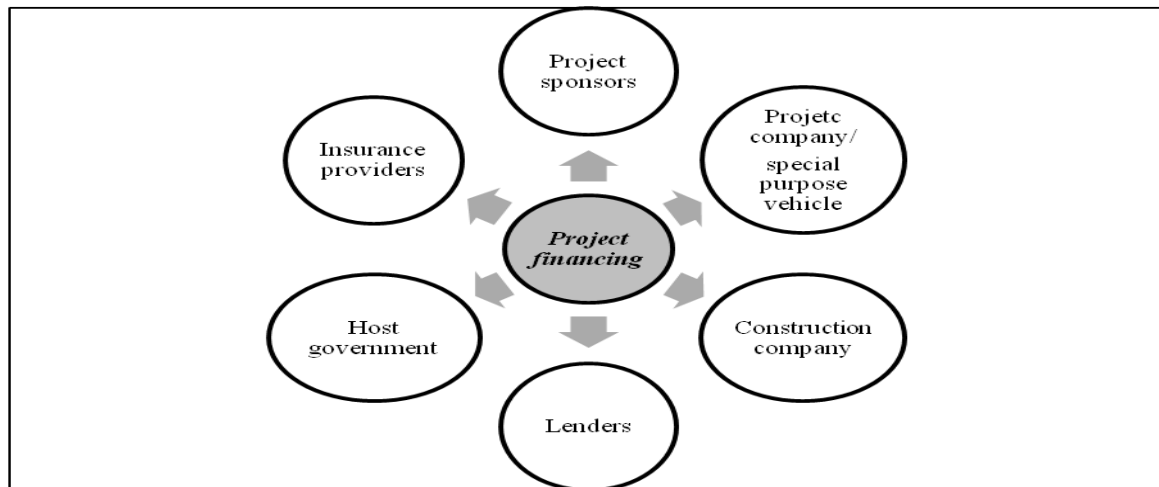 Project
sponsors
Projetc
company/
special
purpose
vehicle
Insurance
providers
Project
financing
Host
government
Construction
company
Lenders